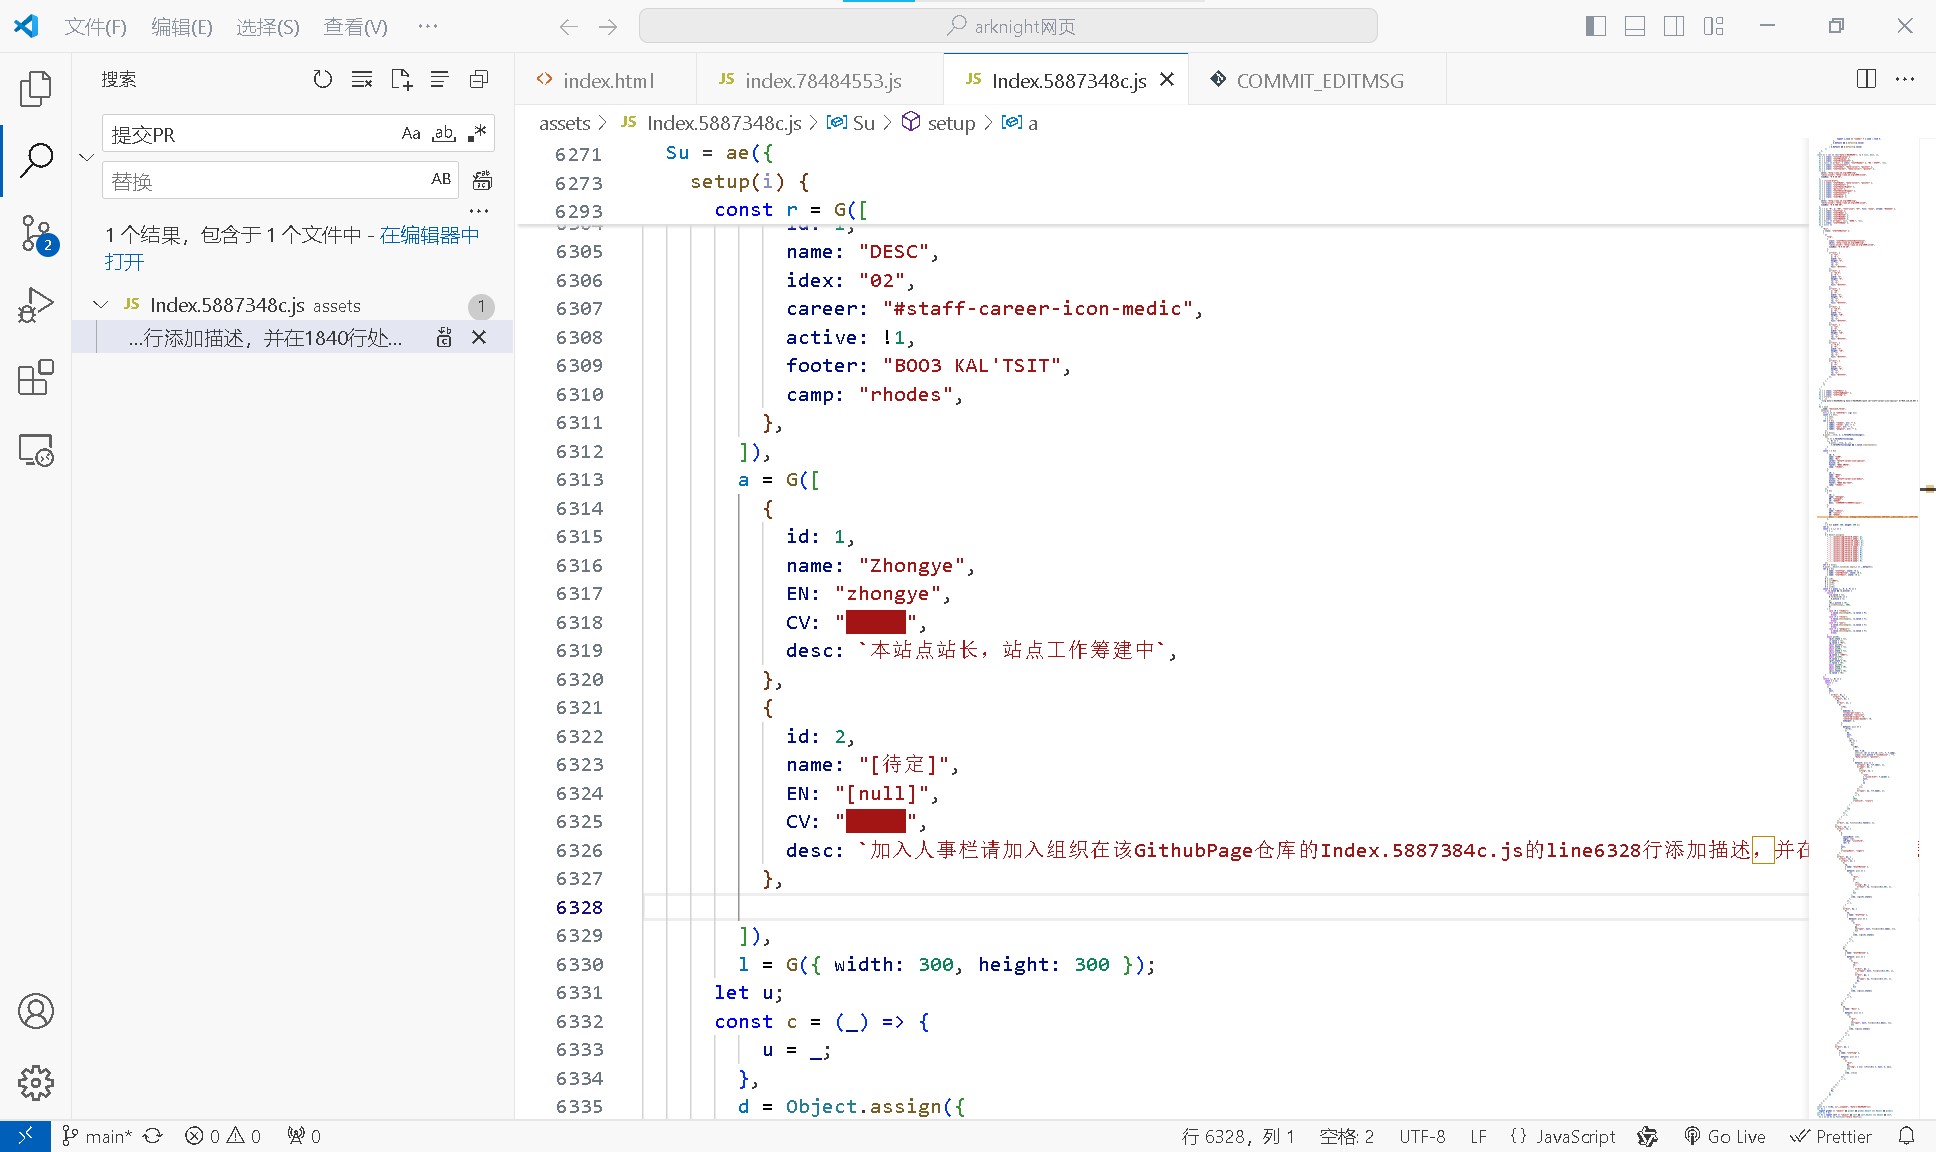 文件(F) 编辑(E) 选择(S) 查看(V) ···
arknight网页
搜索
提交PR
Aa ab .*
替换
AB
1 个结果，包含于 1 个文件中 - 在编辑器中
打开
JS Index.5887348c.js assets 1
...行添加描述，并在1840行处...
2
<> index.html
JS index.78484553.js
JS Index.5887348c.js
COMMIT_EDITMSG
assets > JS Index.5887348c.js > Su > setup > a
6271 Su = ae({
6273 setup(i) {
6293 const r = G([
6305 name: "DESC",
6306 idex: "02",
6307 career: "#staff-career-icon-medic",
6308 active: !1,
6309 footer: "BOO3 KAL'TSIT",
6310 camp: "rhodes",
6311 },
6312 ]),
6313 a = G([
6314 {
6315 id: 1,
6316 name: "Zhongye",
6317 EN: "zhongye",
6318 CV: "█████",
6319 desc: `本站点站长，站点工作筹建中`,
6320 },
6321 {
6322 id: 2,
6323 name: "[待定]",
6324 EN: "[null]",
6325 CV: "█████",
6326 desc: `加入人事栏请加入组织在该GithubPage仓库的Index.5887384c.js的line6328行添加描述，并在
6327 },
6328
6329 ]),
6330 l = G({ width: 300, height: 300 });
6331 let u;
6332 const c = (_) => {
6333 u = _;
6334 },
6335 d = Object.assign({
main* 0 0 0
行 6328，列 1 空格: 2 UTF-8 LF {} JavaScript Go Live Prettier